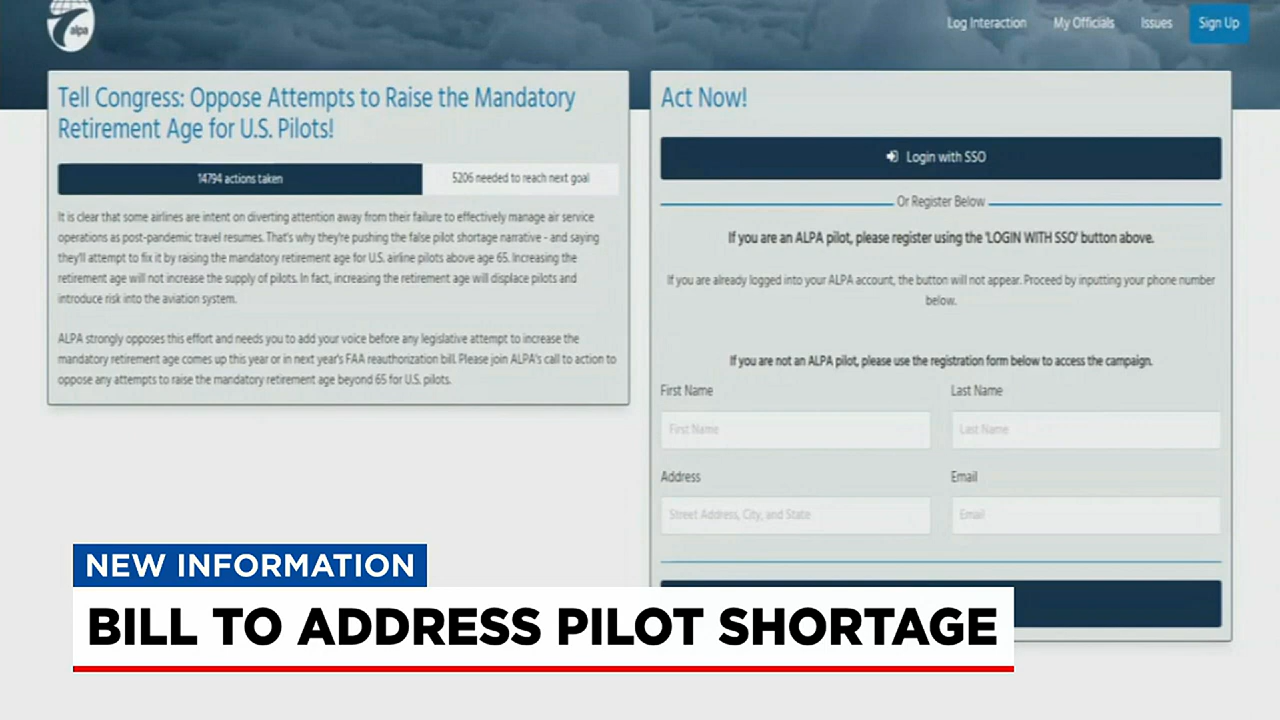 alpa
Log Interaction
My Officials
Issues
Sign Up
Tell Congress: Oppose Attempts to Raise the Mandatory
Retirement Age for U.S. Pilots!
14794 actions taken
5206 needed to reach next goal
It is clear that some airlines are intent on diverting attention away from their failure to effectively manage air service
operations as post-pandemic travel resumes. That's why they're pushing the false pilot shortage narrative - and saying
they'll attempt to fix it by raising the mandatory retirement age for U.S. airline pilots above age 65. Increasing the
retirement age will not increase the supply of pilots. In fact, increasing the retirement age will displace pilots and
introduce risk into the aviation system.
ALPA strongly opposes this effort and needs you to add your voice before any legislative attempt to increase the
mandatory retirement age comes up this year or in next year's FAA reauthorization bill. Please join ALPA's call to action to
oppose any attempts to raise the mandatory retirement age beyond 65 for U.S. pilots.
Act Now!
Login with SSO
Or Register Below
If you are an ALPA pilot, please register using the 'LOGIN WITH SSO' button above.
If you are already logged into your ALPA account, the button will not appear. Proceed by inputting your phone number
below.
If you are not an ALPA pilot, please use the registration form below to access the campaign.
First Name
Last Name
First Name
Last Name
Address
Email
Street Address, City, and State
Email
NEW INFORMATION
BILL TO ADDRESS PILOT SHORTAGE